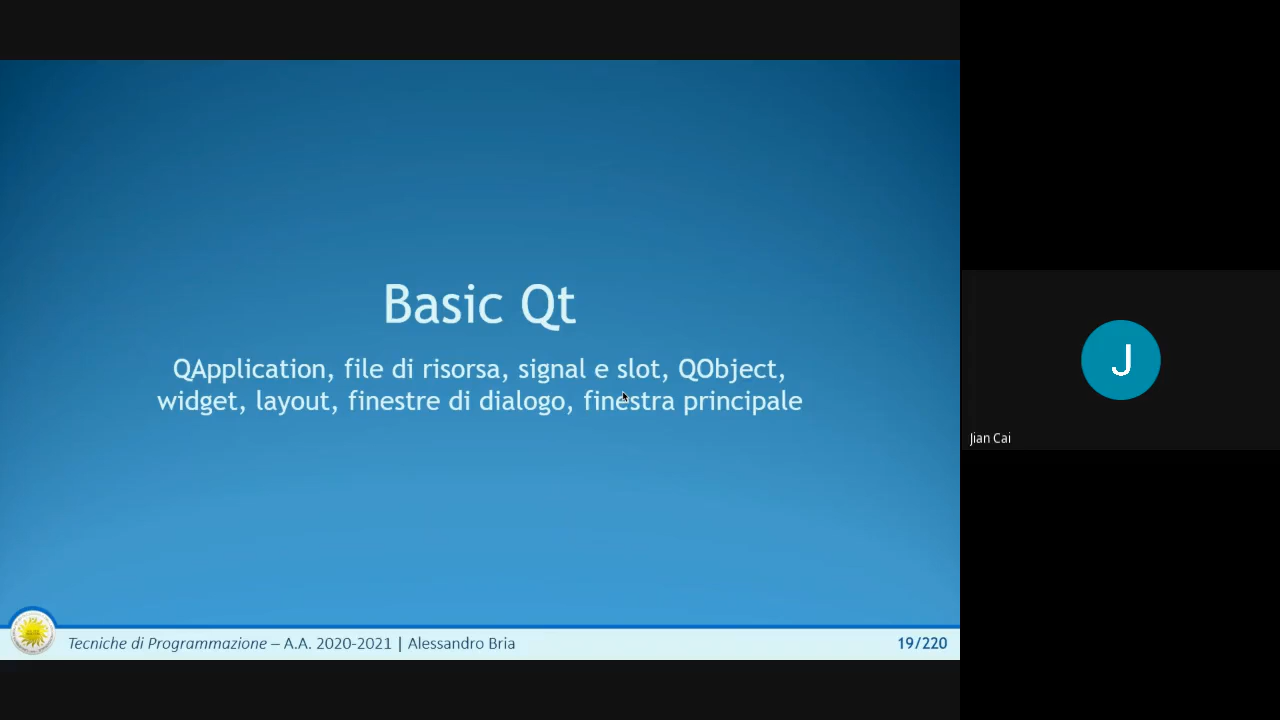 Basic Qt
QApplication, file di risorsa, signal e slot, QObject,
widget, layout, finestre di dialogo, finestra principale
J
Jian Cai
Tecniche di Programmazione – A.A. 2020-2021 | Alessandro Bria
19/220